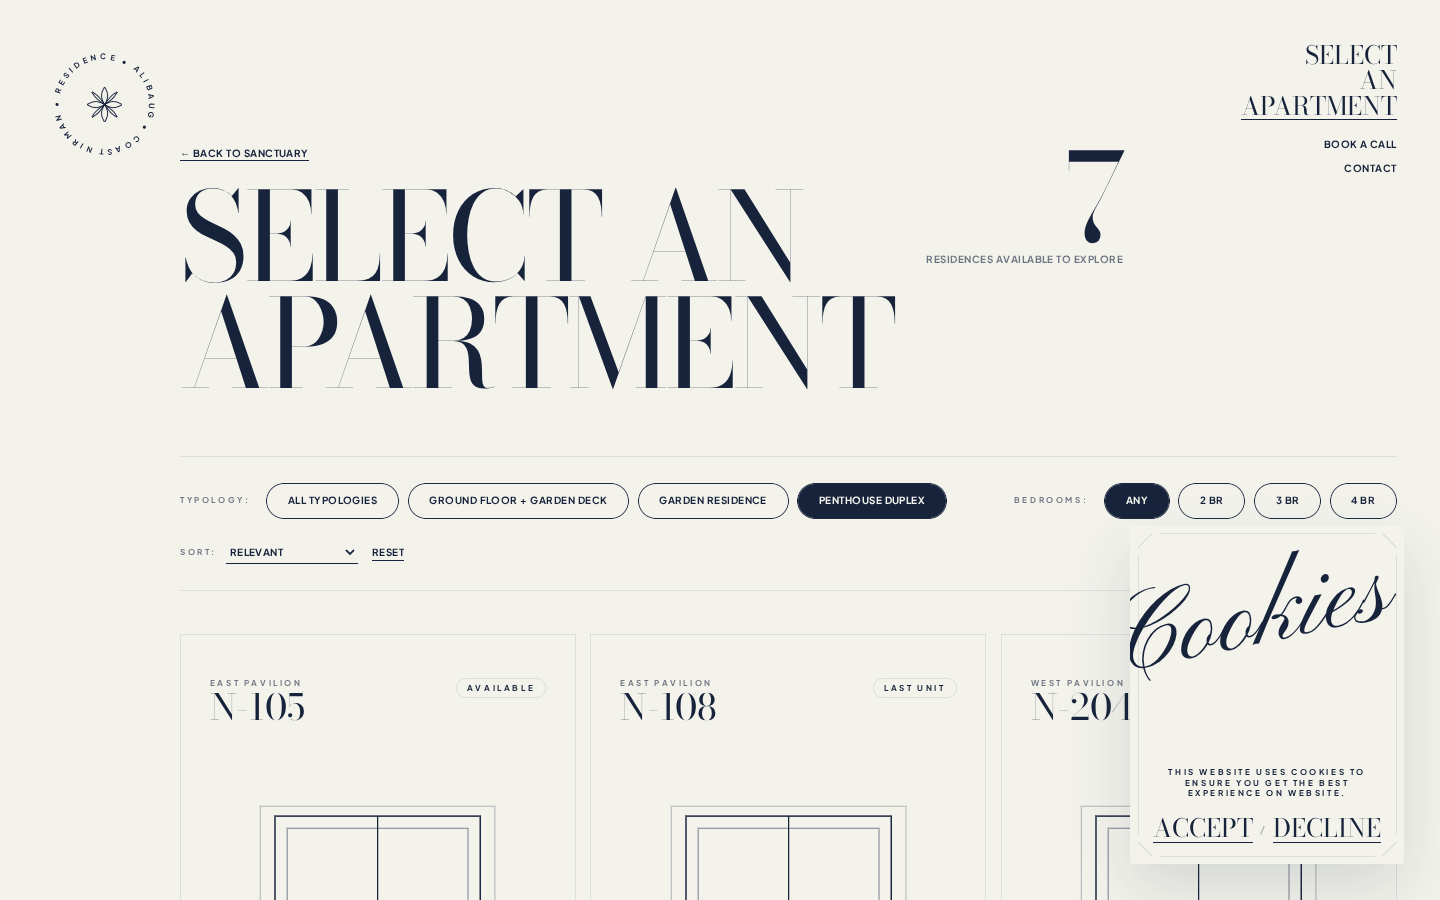 RESIDENCE • ALIBAUG • COAST NIRMAN •
SELECT
AN
APARTMENT
BOOK A CALL
CONTACT
← BACK TO SANCTUARY
SELECT AN
APARTMENT
7
RESIDENCES AVAILABLE TO EXPLORE
TYPOLOGY: ALL TYPOLOGIES GROUND FLOOR + GARDEN DECK GARDEN RESIDENCE PENTHOUSE DUPLEX BEDROOMS: ANY 2 BR 3 BR 4 BR
SORT: RELEVANT RESET
EAST PAVILION
N-105
AVAILABLE
EAST PAVILION
N-108
LAST UNIT
WEST PAVILION
N-204
Cookies
THIS WEBSITE USES COOKIES TO
ENSURE YOU GET THE BEST
EXPERIENCE ON WEBSITE.
ACCEPT / DECLINE